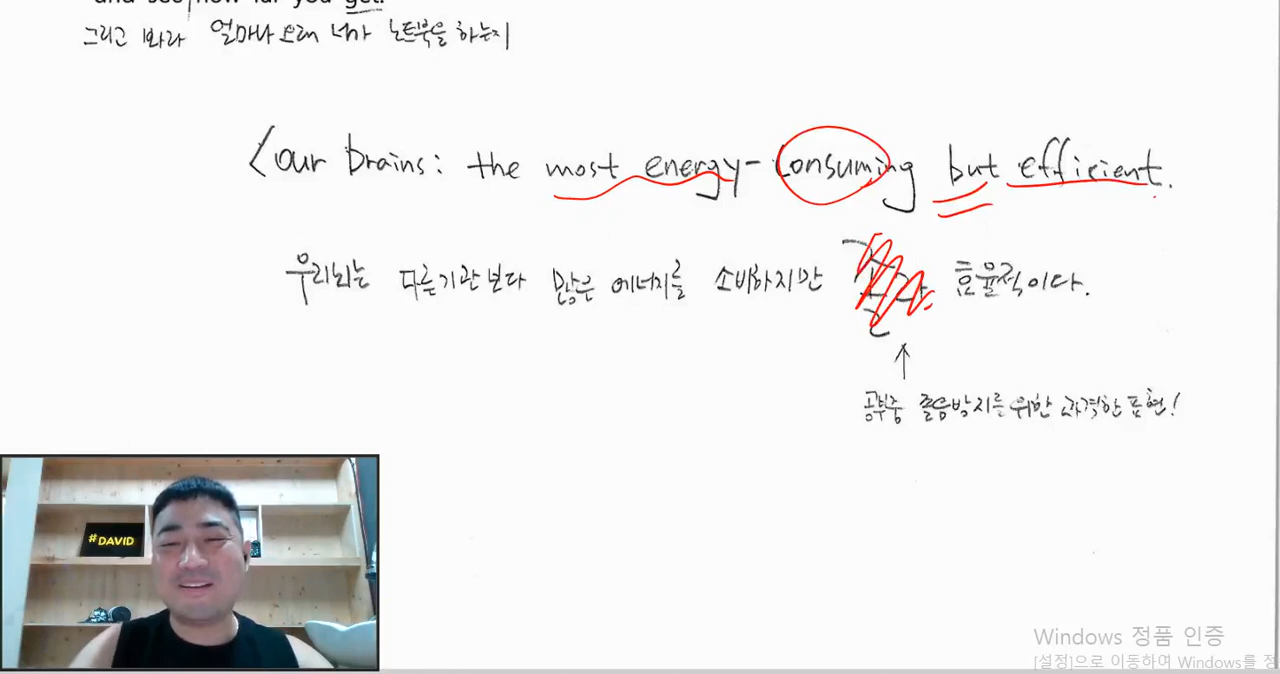 and see how far you get.
그리고 봐라 얼마나 오래 너가 노트북을 하는지
<our brains: the most energy-consuming but efficient.
우리뇌는 다른기관보다 많은 에너지를 소비하지만 효율적이다.
↑
공부중 졸음방지를 위한 과격한 표현!
#DAVID
Windows 정품 인증
[설정]으로 이동하여 Windows를 정